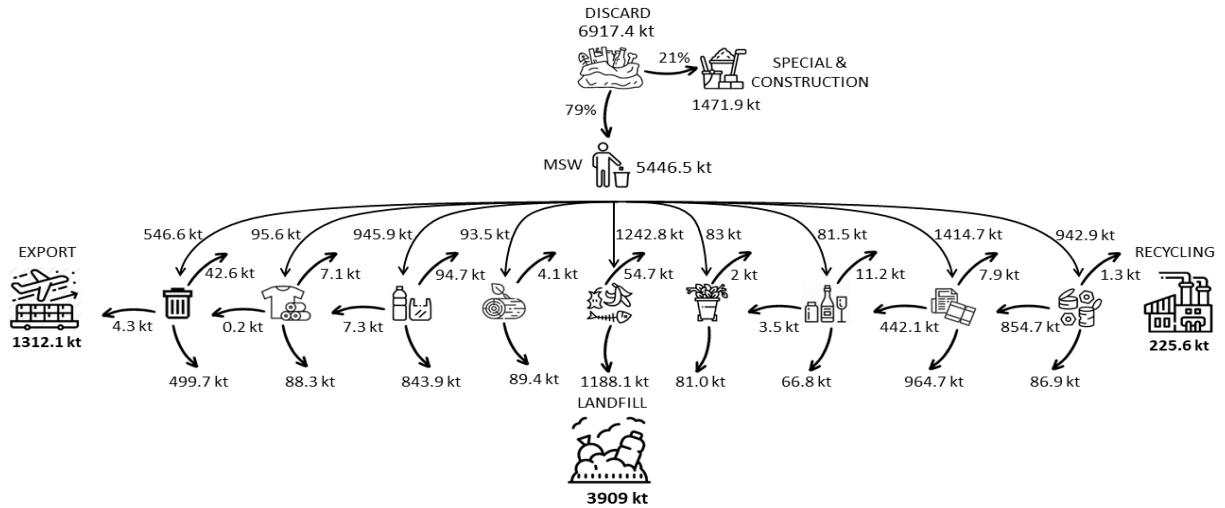 DISCARD
6917.4 kt
21%
SPECIAL &
CONSTRUCTION
1471.9 kt
79%
MSW
5446.5 kt
546.6 kt
95.6 kt
945.9 kt
93.5 kt
1242.8 kt
83 kt
81.5 kt
1414.7 kt
942.9 kt
EXPORT
RECYCLING
42.6 kt
7.1 kt
94.7 kt
4.1 kt
54.7 kt
2 kt
11.2 kt
7.9 kt
1.3 kt
4.3 kt
0.2 kt
7.3 kt
3.5 kt
442.1 kt
854.7 kt
1312.1 kt
225.6 kt
499.7 kt
88.3 kt
843.9 kt
89.4 kt
1188.1 kt
81.0 kt
66.8 kt
964.7 kt
86.9 kt
LANDFILL
3909 kt